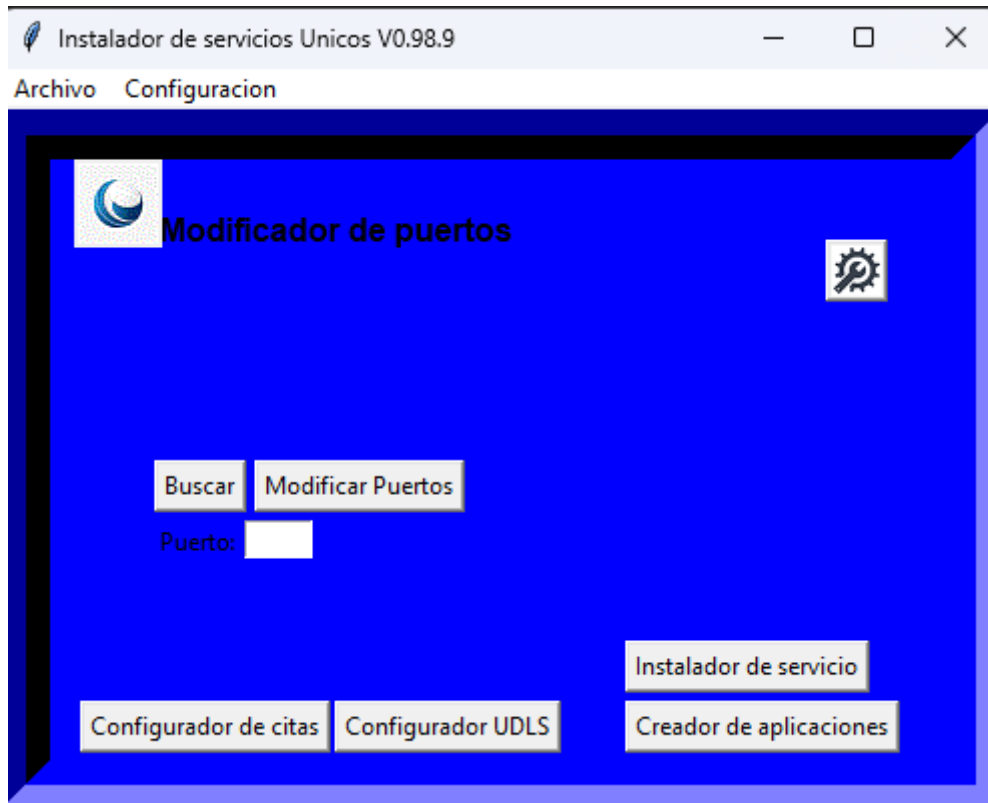 Instalador de servicios Unicos V0.98.9
Archivo Configuracion
Modificador de puertos
Buscar Modificar Puertos
Puerto:
Instalador de servicio
Configurador de citas Configurador UDLS Creador de aplicaciones